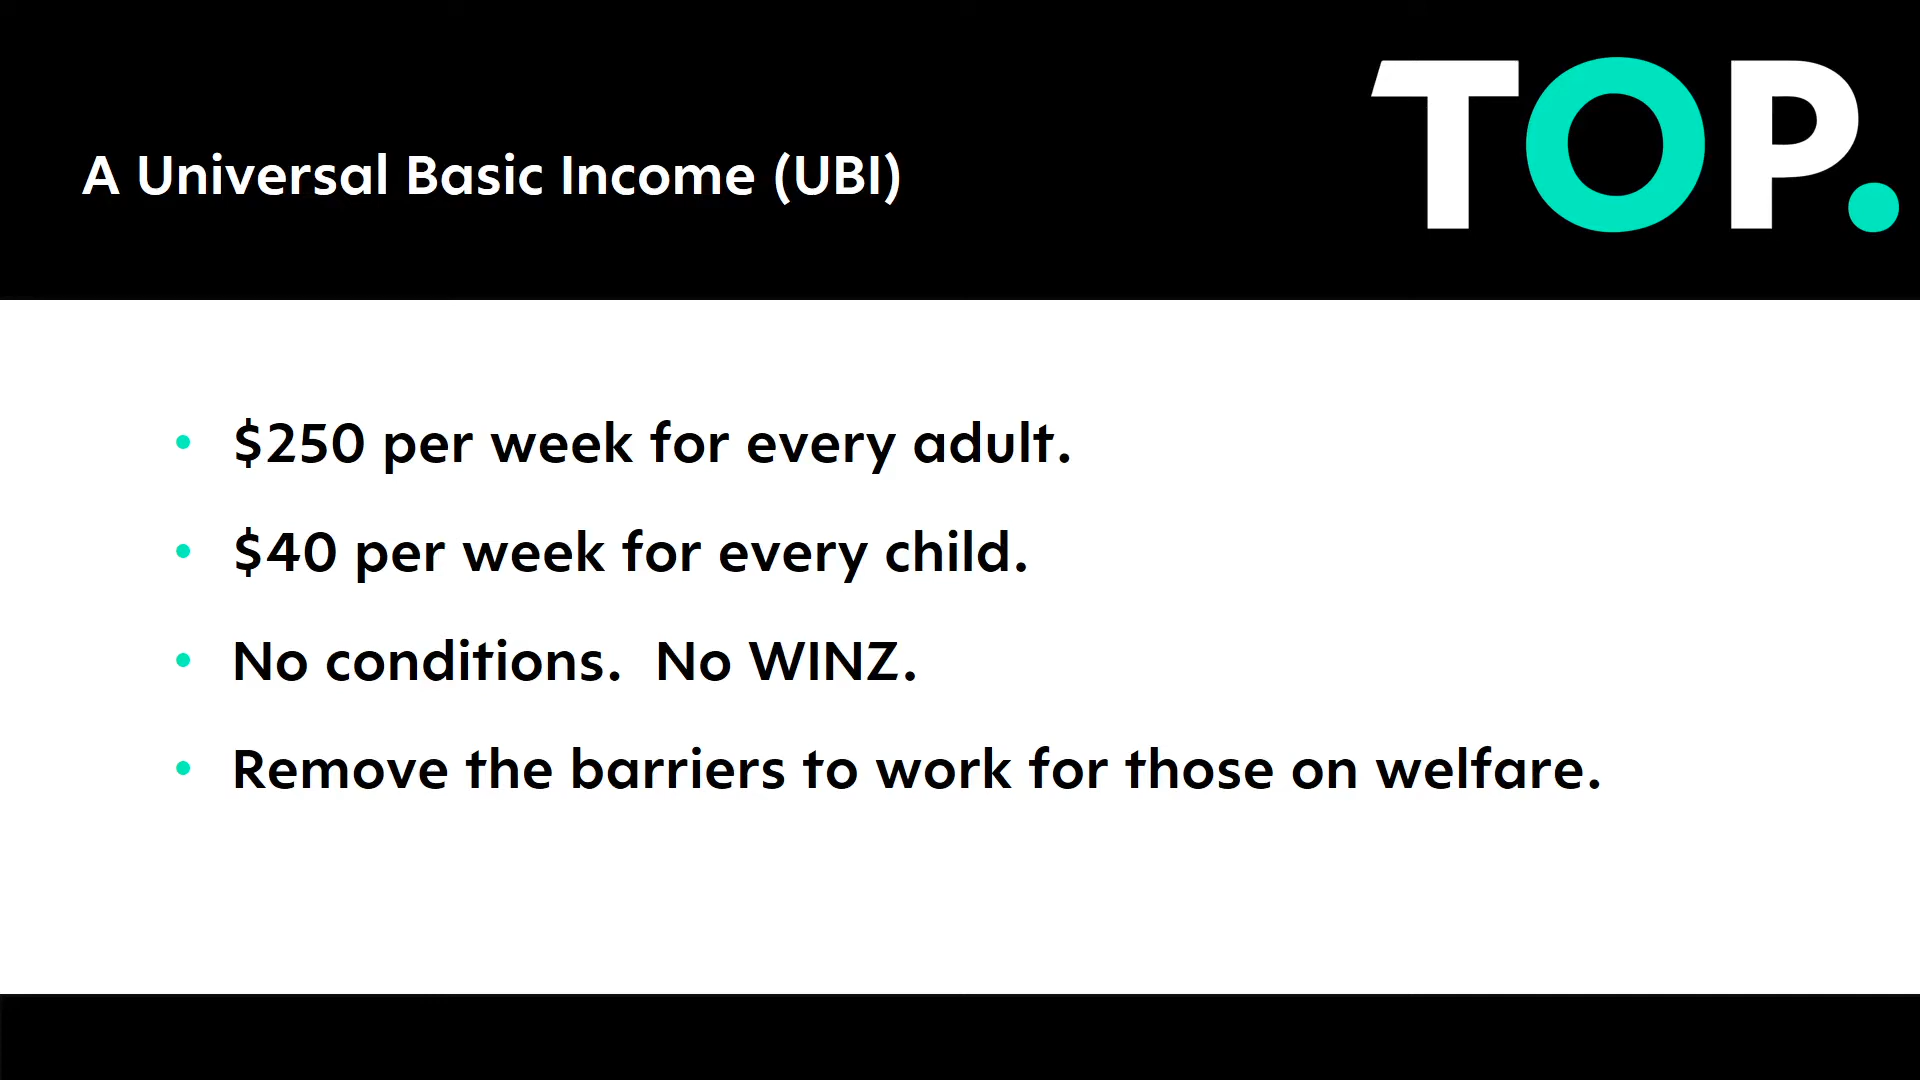 TOP.
A Universal Basic Income (UBI)
• $250 per week for every adult.
• $40 per week for every child.
• No conditions.  No WINZ.
• Remove the barriers to work for those on welfare.